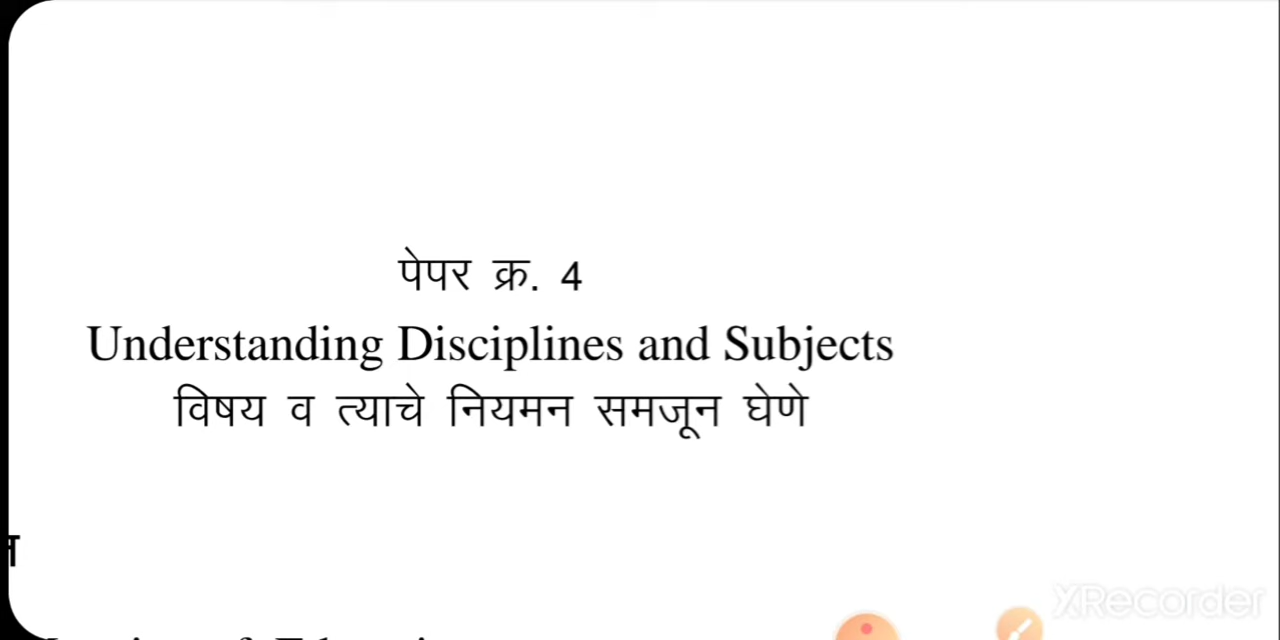 पेपर क्र. 4
Understanding Disciplines and Subjects
विषय व त्याचे नियमन समजून घेणे
XRecorder